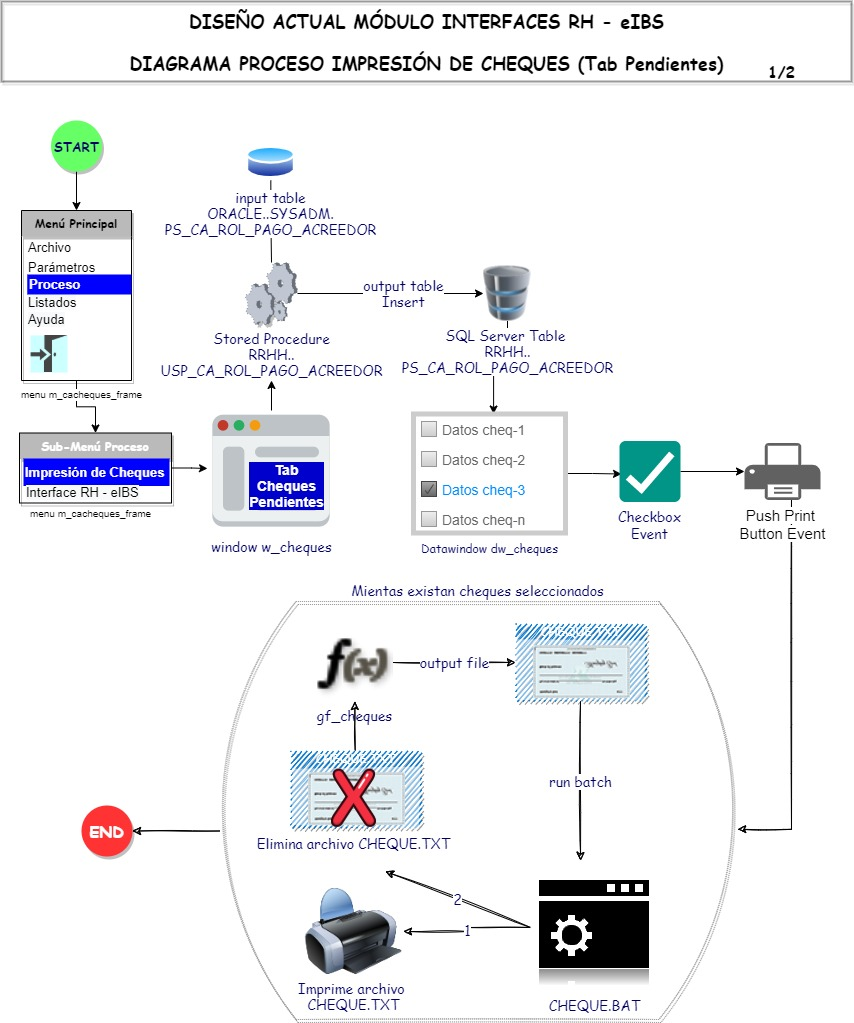 DISEÑO ACTUAL MÓDULO INTERFACES RH - eIBS
DIAGRAMA PROCESO IMPRESIÓN DE CHEQUES (Tab Pendientes)
1/2
START
Menú Principal
Archivo
Parámetros
Proceso
Listados
Ayuda
menu m_cacheques_frame
Sub-Menú Proceso
Impresión de Cheques
Interface RH - eIBS
menu m_cacheques_frame
input table
ORACLE..SYSADM.
PS_CA_ROL_PAGO_ACREEDOR
Stored Procedure
RRHH..
USP_CA_ROL_PAGO_ACREEDOR
output table
Insert
SQL Server Table
RRHH..
PS_CA_ROL_PAGO_ACREEDOR
Tab
Cheques
Pendientes
window w_cheques
Datos cheq-1
Datos cheq-2
Datos cheq-3
Datos cheq-n
Datawindow dw_cheques
Checkbox
Event
Push Print
Button Event
Mientas existan cheques seleccionados
f(x)
gf_cheques
output file
CHEQUE.TXT
run batch
CHEQUE.TXT
Elimina archivo CHEQUE.TXT
END
2
1
Imprime archivo
CHEQUE.TXT
CHEQUE.BAT